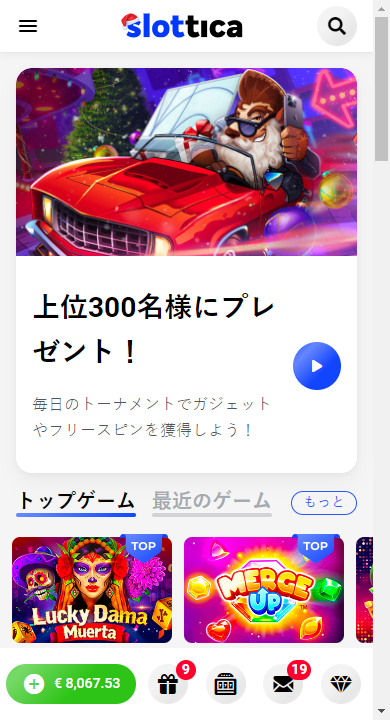 slottica
上位300名様にプレ
ゼント！
毎日のトーナメントでガジェット
やフリースピンを獲得しよう！
トップゲーム 最近のゲーム もっと
TOP TOP
LUCKY DAMA
MUERTA
MERGE
UP™
€ 8,067.53 9 19